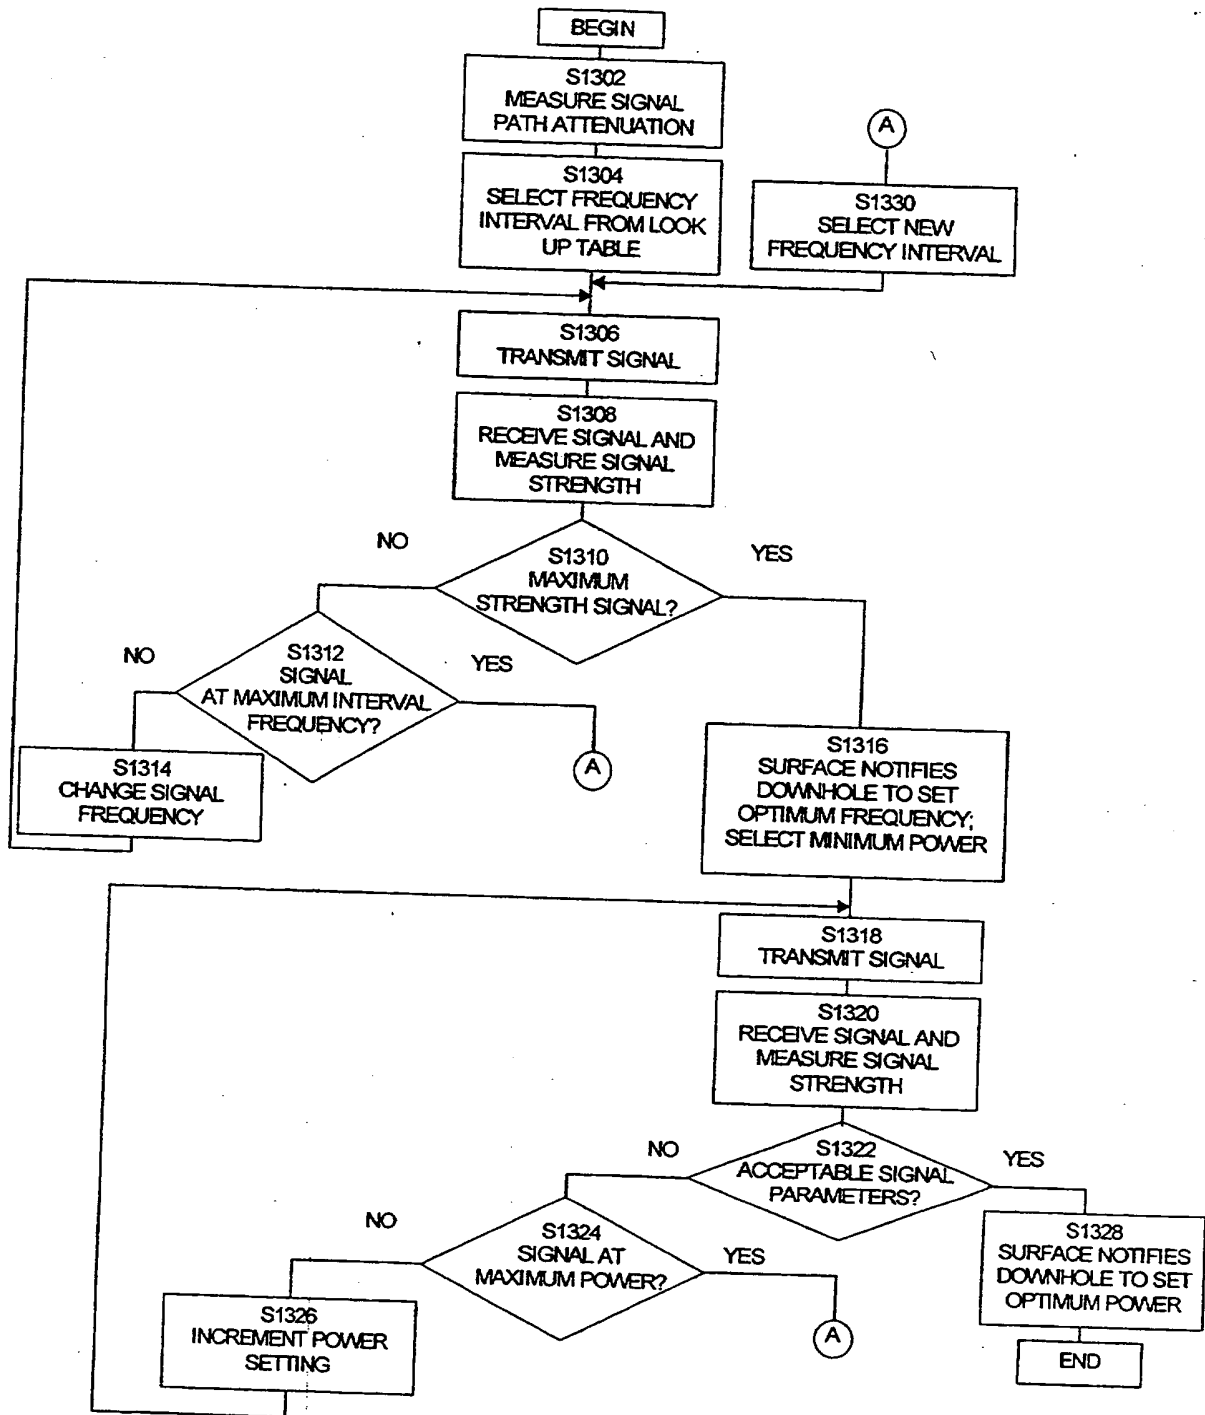 BEGIN
S1302
MEASURE SIGNAL
PATH ATTENUATION
A
S1304
SELECT FREQUENCY
INTERVAL FROM LOOK
UP TABLE
S1330
SELECT NEW
FREQUENCY INTERVAL
S1306
TRANSMIT SIGNAL
S1308
RECEIVE SIGNAL AND
MEASURE SIGNAL
STRENGTH
NO
S1310
MAXIMUM
STRENGTH SIGNAL?
YES
NO
S1312
SIGNAL
AT MAXIMUM INTERVAL
FREQUENCY?
YES
A
S1314
CHANGE SIGNAL
FREQUENCY
S1316
SURFACE NOTIFIES
DOWNHOLE TO SET
OPTIMUM FREQUENCY;
SELECT MINIMUM POWER
S1318
TRANSMIT SIGNAL
S1320
RECEIVE SIGNAL AND
MEASURE SIGNAL
STRENGTH
NO
S1322
ACCEPTABLE SIGNAL
PARAMETERS?
YES
NO
S1324
SIGNAL AT
MAXIMUM POWER?
YES
A
S1328
SURFACE NOTIFIES
DOWNHOLE TO SET
OPTIMUM POWER
S1326
INCREMENT POWER
SETTING
END